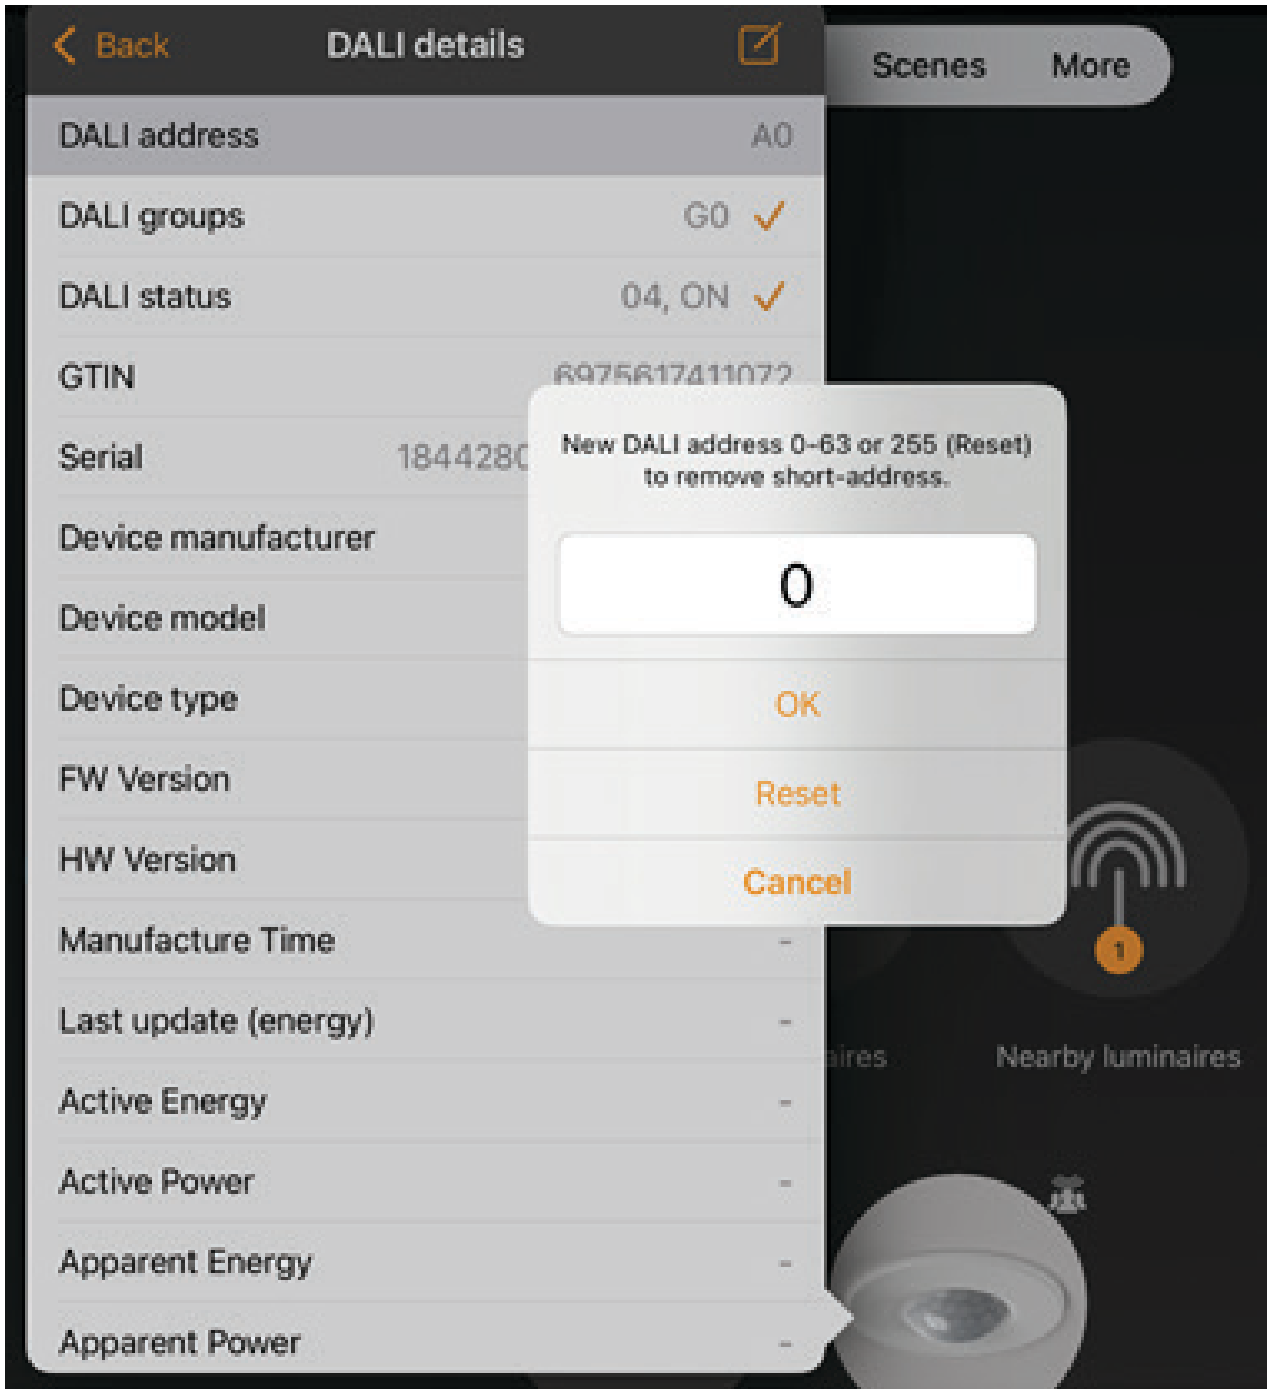 Back
DALI details
Scenes
More
DALI address
A0
DALI groups
G0
DALI status
04, ON
GTIN
6975617411072
Serial
New DALI address 0-63 or 255 (Reset)
to remove short-address.
0
OK
Reset
Cancel
Device manufacturer
Device model
Device type
FW Version
HW Version
Manufacture Time
-
1
Last update (energy)
-
Nearby luminaires
Active Energy
-
Active Power
-
Apparent Energy
-
Apparent Power
-